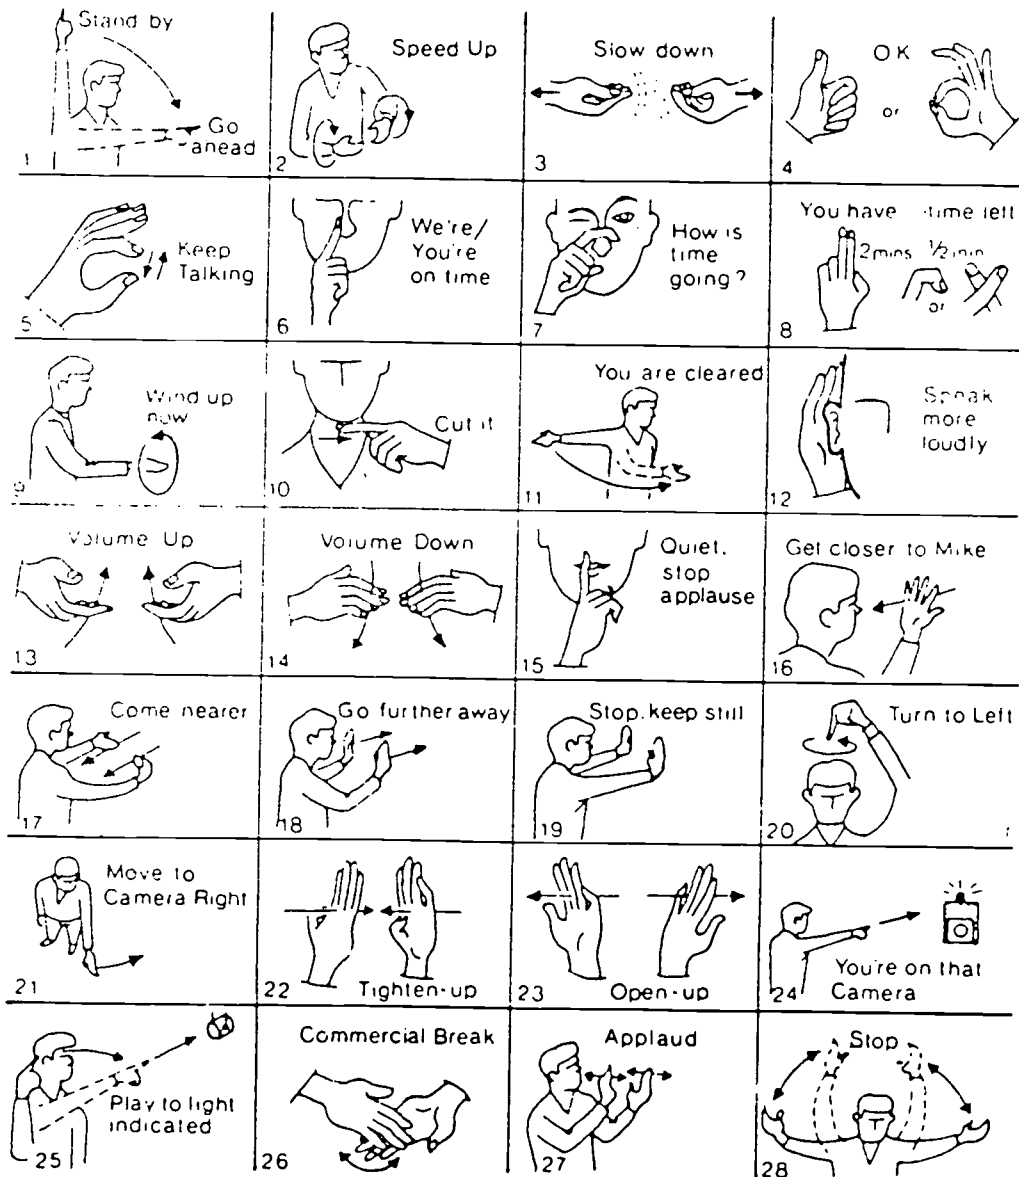 Stand by
Go
ahead
1
Speed Up
2
Slow down
3
OK
or
4
Keep
Talking
5
We're/
You're
on time
6
How is
time
going?
7
You have time left
2mins ½min
or
8
Wind up
now
9
Cut it
10
You are cleared
11
Speak
more
loudly
12
Volume Up
13
Volume Down
14
Quiet,
stop
applause
15
Get closer to Mike
16
Come nearer
17
Go further away
18
Stop, keep still
19
Turn to Left
20
Move to
Camera Right
21
22
Tighten-up
23
Open-up
24
You're on that
Camera
Play to light
indicated
25
Commercial Break
26
Applaud
27
Stop
28